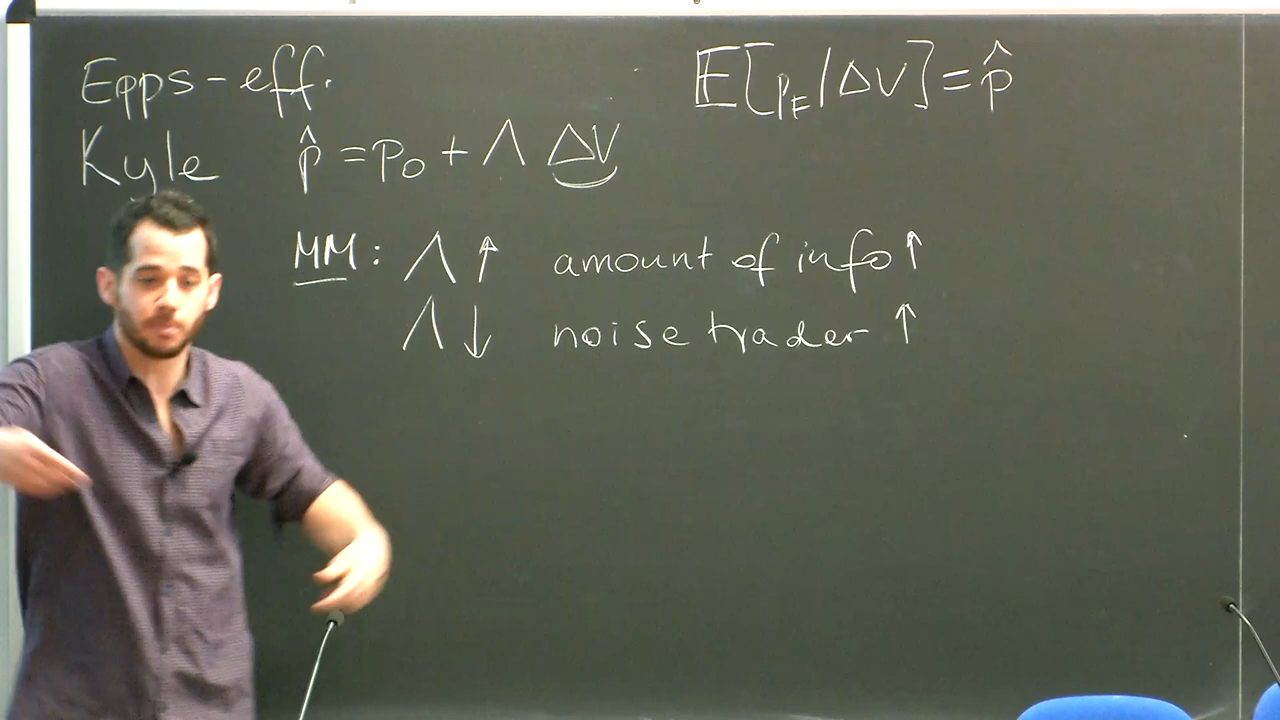 Epps-eff.
E[p_F/ΔV] = p̂
Kyle p̂ = p₀ + Λ ΔV
MM: Λ↑ amount of info↑
Λ↓ noise trader ↑